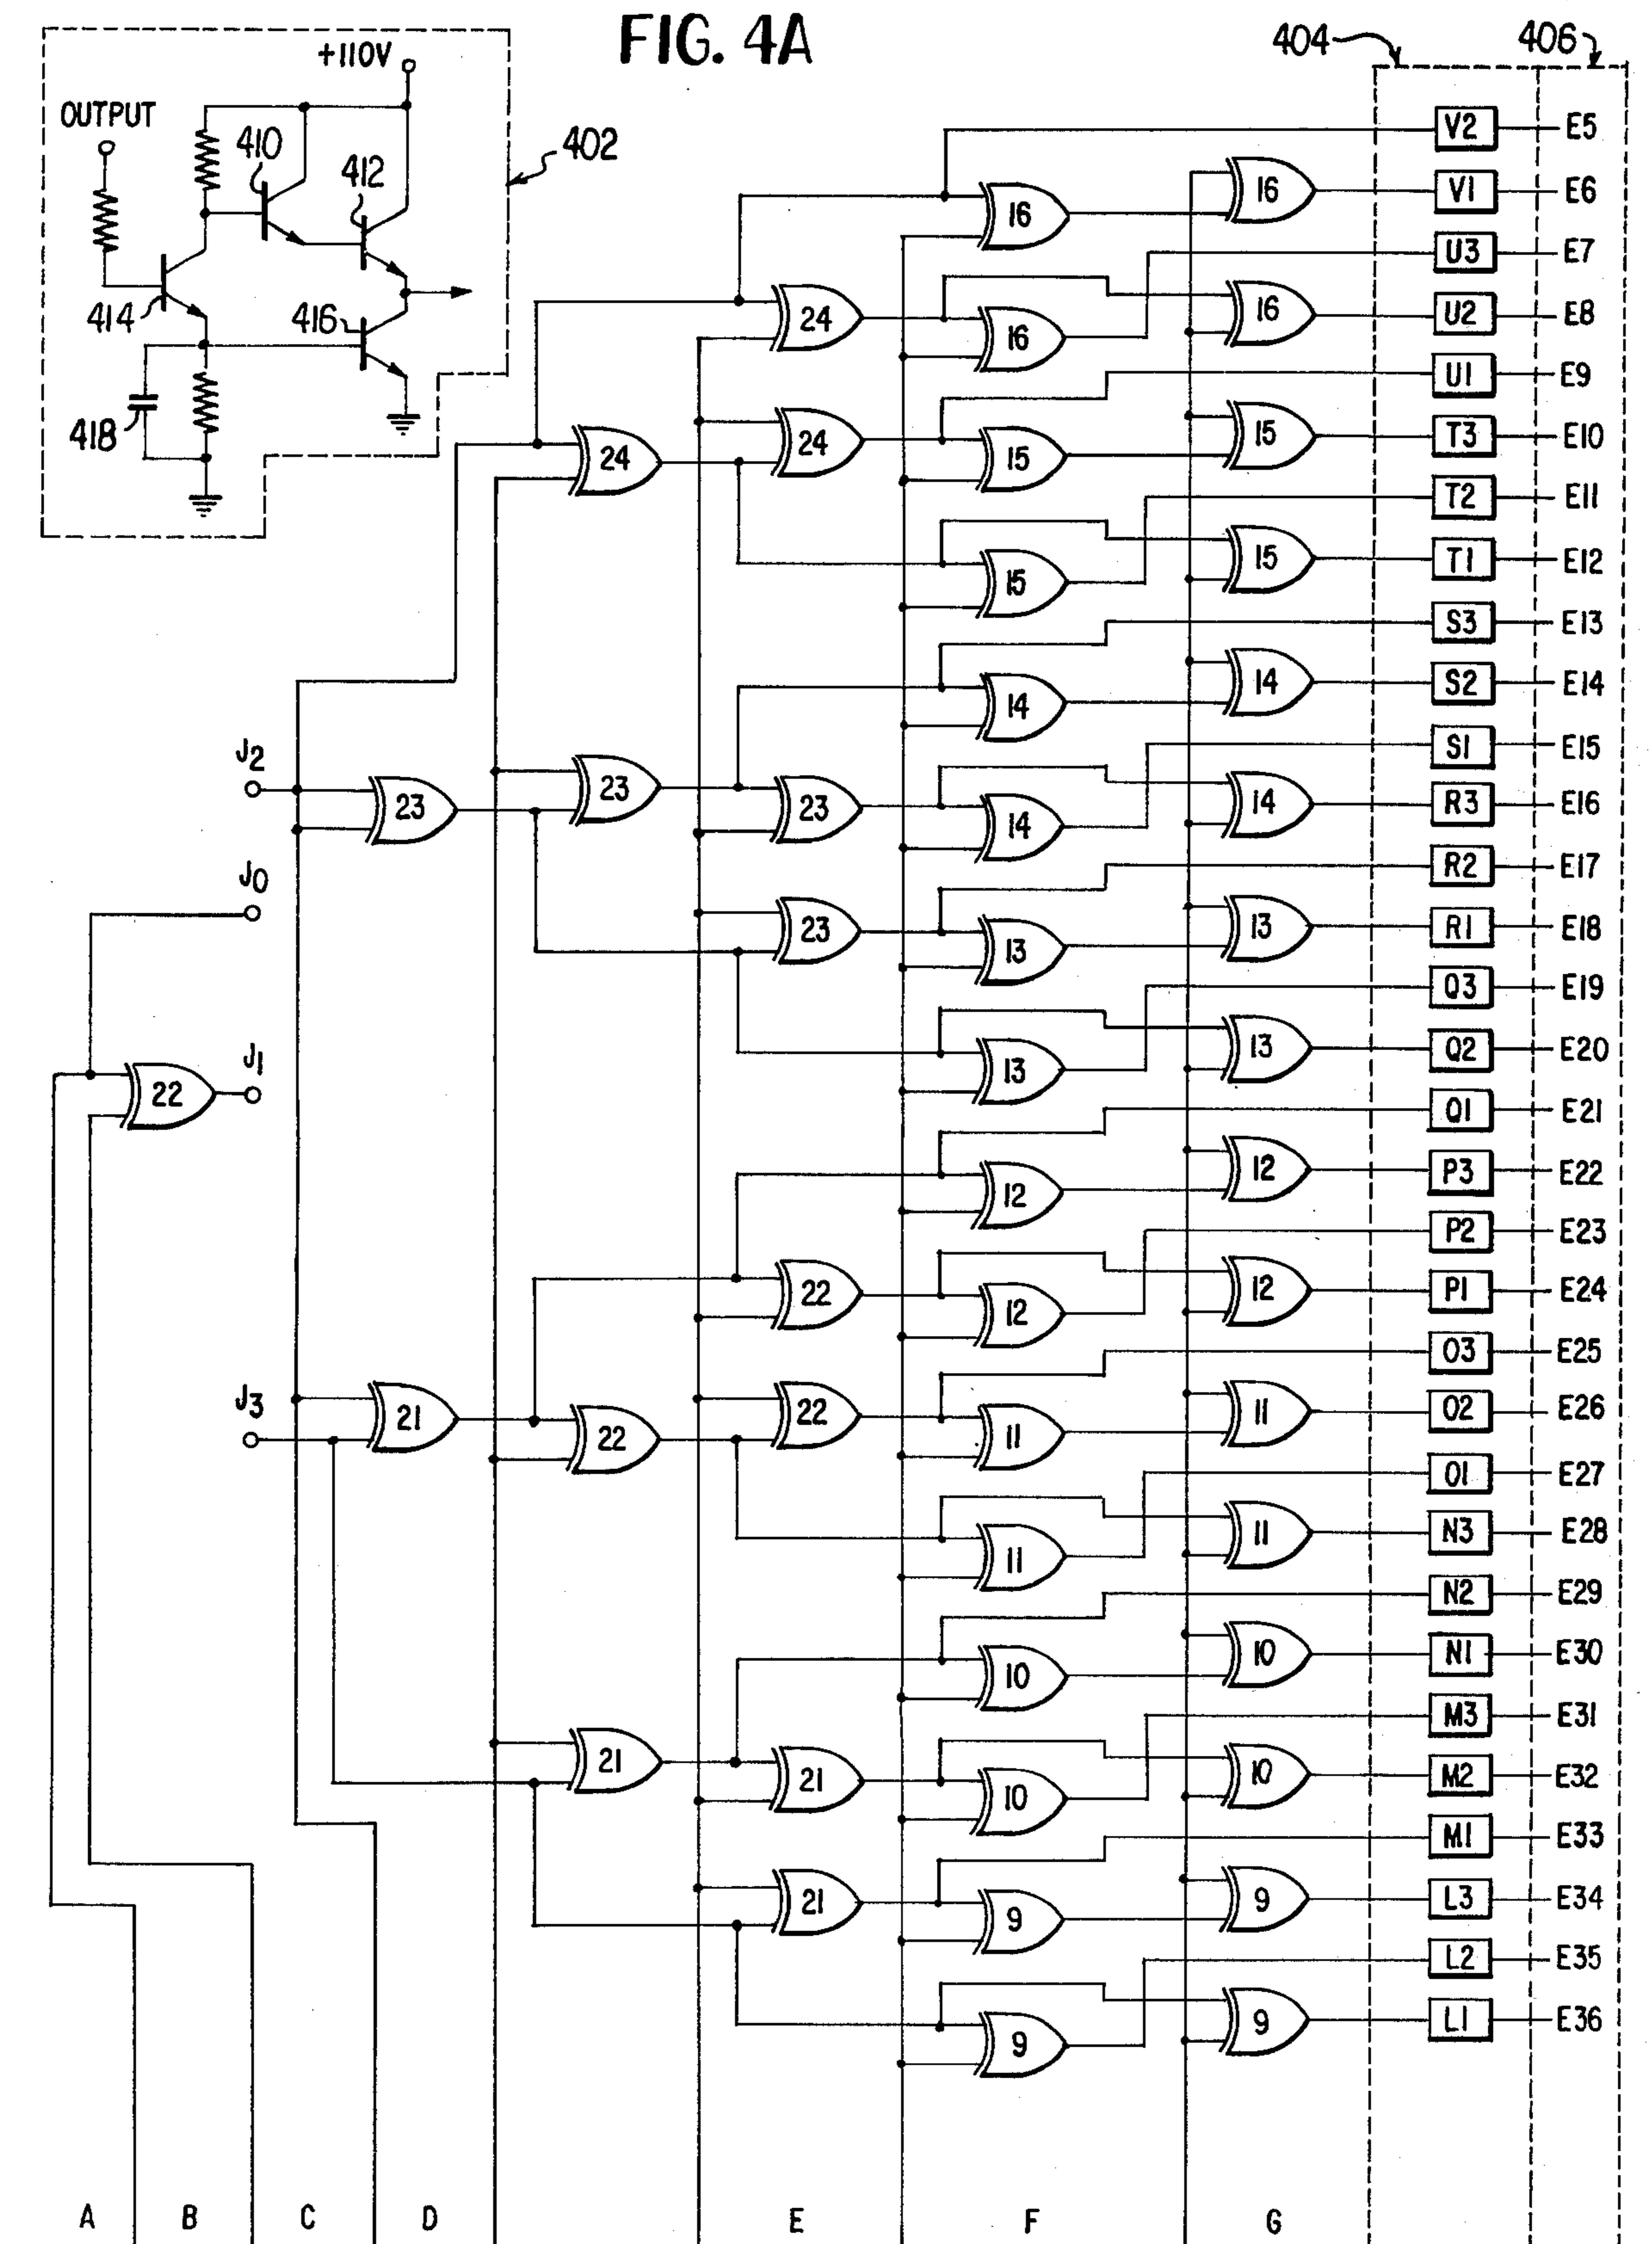 FIG. 4A
404
406
+110V
OUTPUT
410
412
402
414
416
418
V2 E5
16 V1 E6
16
U3 E7
24 16 U2 E8
16
U1 E9
24 15 T3 E10
24 15
T2 E11
15 T1 E12
15
S3 E13
14 S2 E14
14
J2 S1 E15
23 23 23 14 R3 E16
14
R2 E17
J0
23 13 R1 E18
13
Q3 E19
13 Q2 E20
13
J1
22
Q1 E21
12 P3 E22
12
P2 E23
22 12 P1 E24
12
O3 E25
J3
21 22 22 11 O2 E26
11
O1 E27
11 N3 E28
11
N2 E29
10 N1 E30
10
M3 E31
21 21 10 M2 E32
10
M1 E33
21 9 L3 E34
9
L2 E35
9 L1 E36
9
A B C D E F G